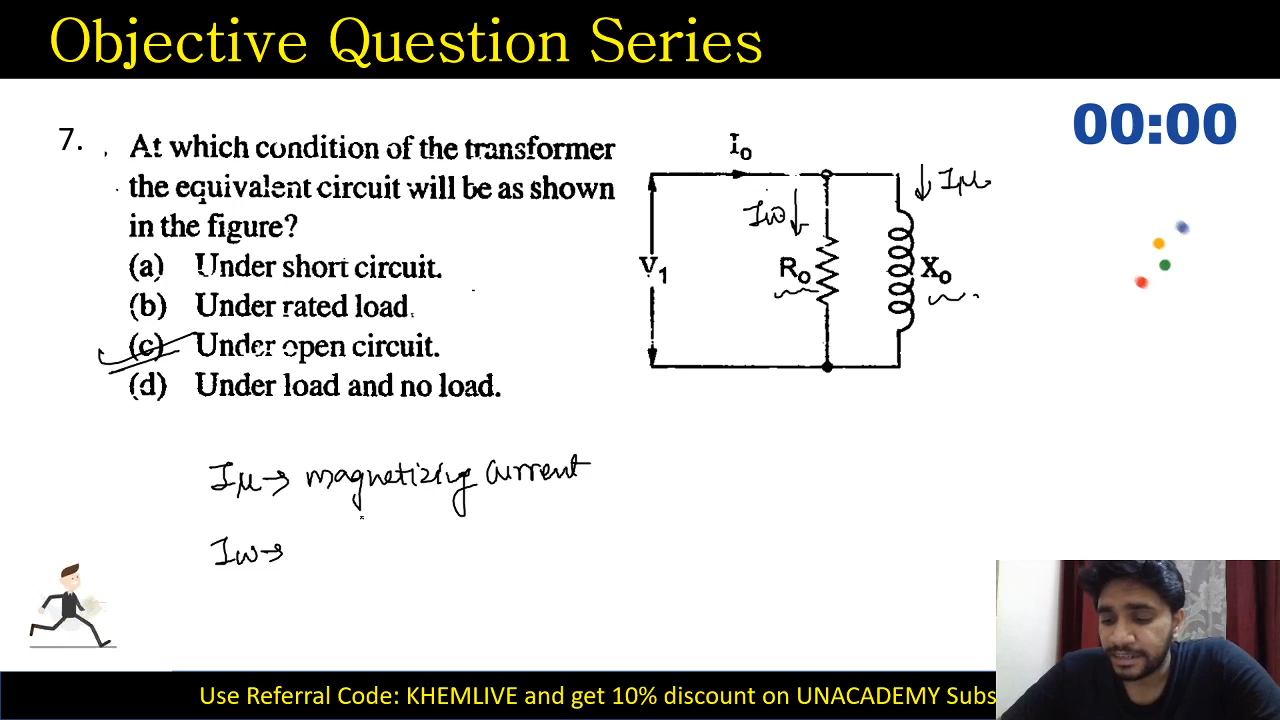 Objective Question Series
00:00
7. At which condition of the transformer
the equivalent circuit will be as shown
in the figure?
(a) Under short circuit.
(b) Under rated load.
(c) Under open circuit.
(d) Under load and no load.
I₀
Iω
Iμ
V₁
R₀
X₀
Iμ → magnetizing current
Iω →
Use Referral Code: KHEMLIVE and get 10% discount on UNACADEMY Subs